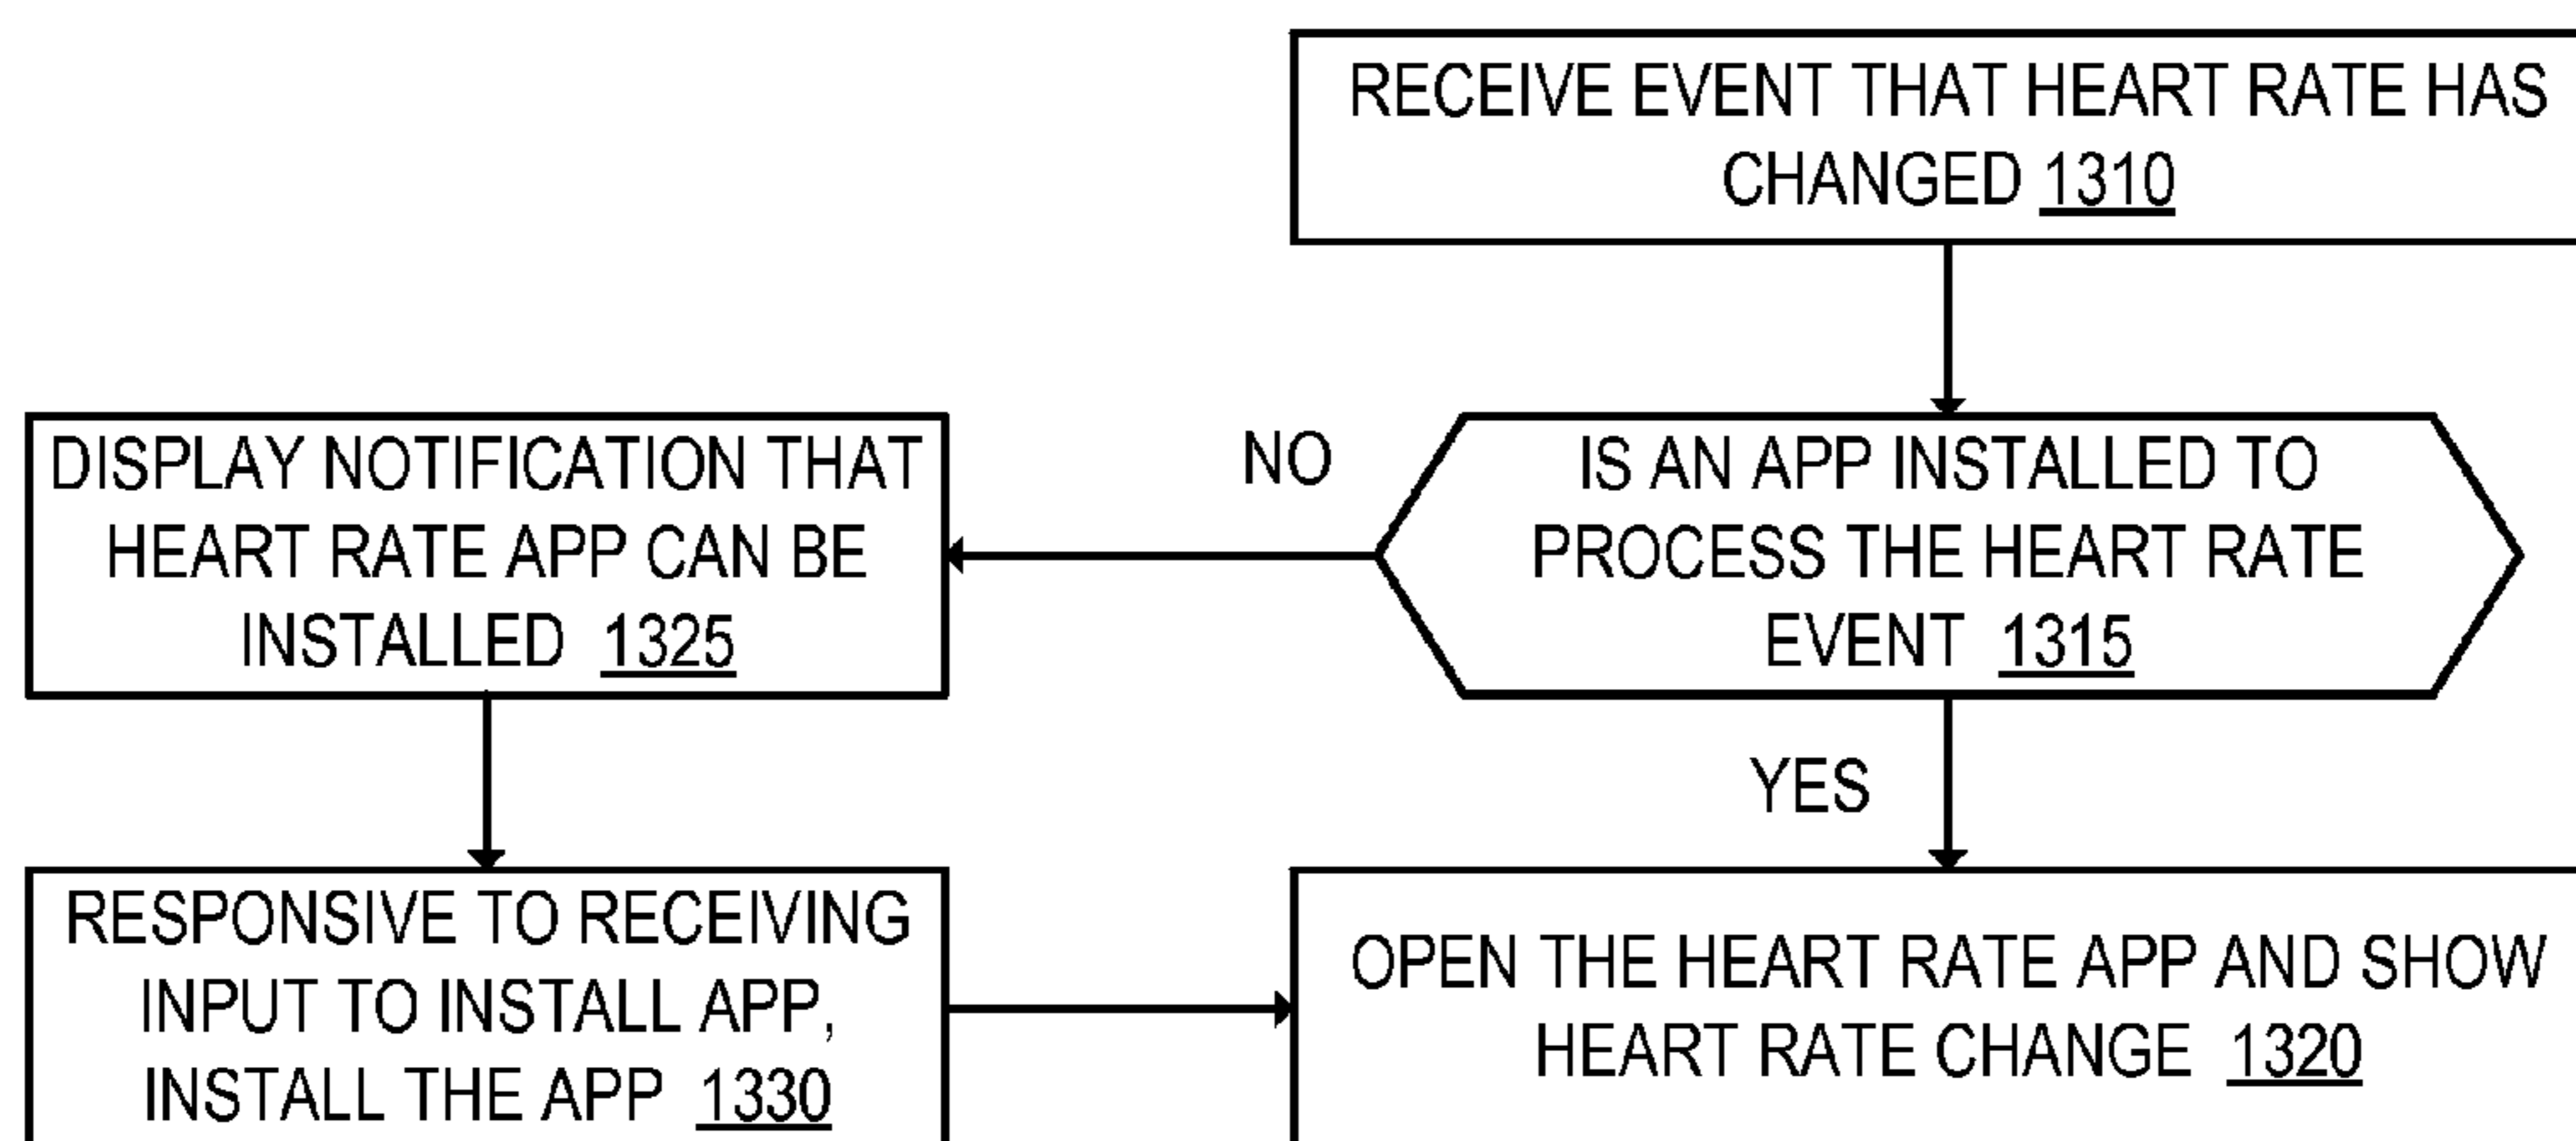 RECEIVE EVENT THAT HEART RATE HAS
CHANGED 1310
IS AN APP INSTALLED TO
PROCESS THE HEART RATE
EVENT 1315
NO
DISPLAY NOTIFICATION THAT
HEART RATE APP CAN BE
INSTALLED 1325
YES
RESPONSIVE TO RECEIVING
INPUT TO INSTALL APP,
INSTALL THE APP 1330
OPEN THE HEART RATE APP AND SHOW
HEART RATE CHANGE 1320